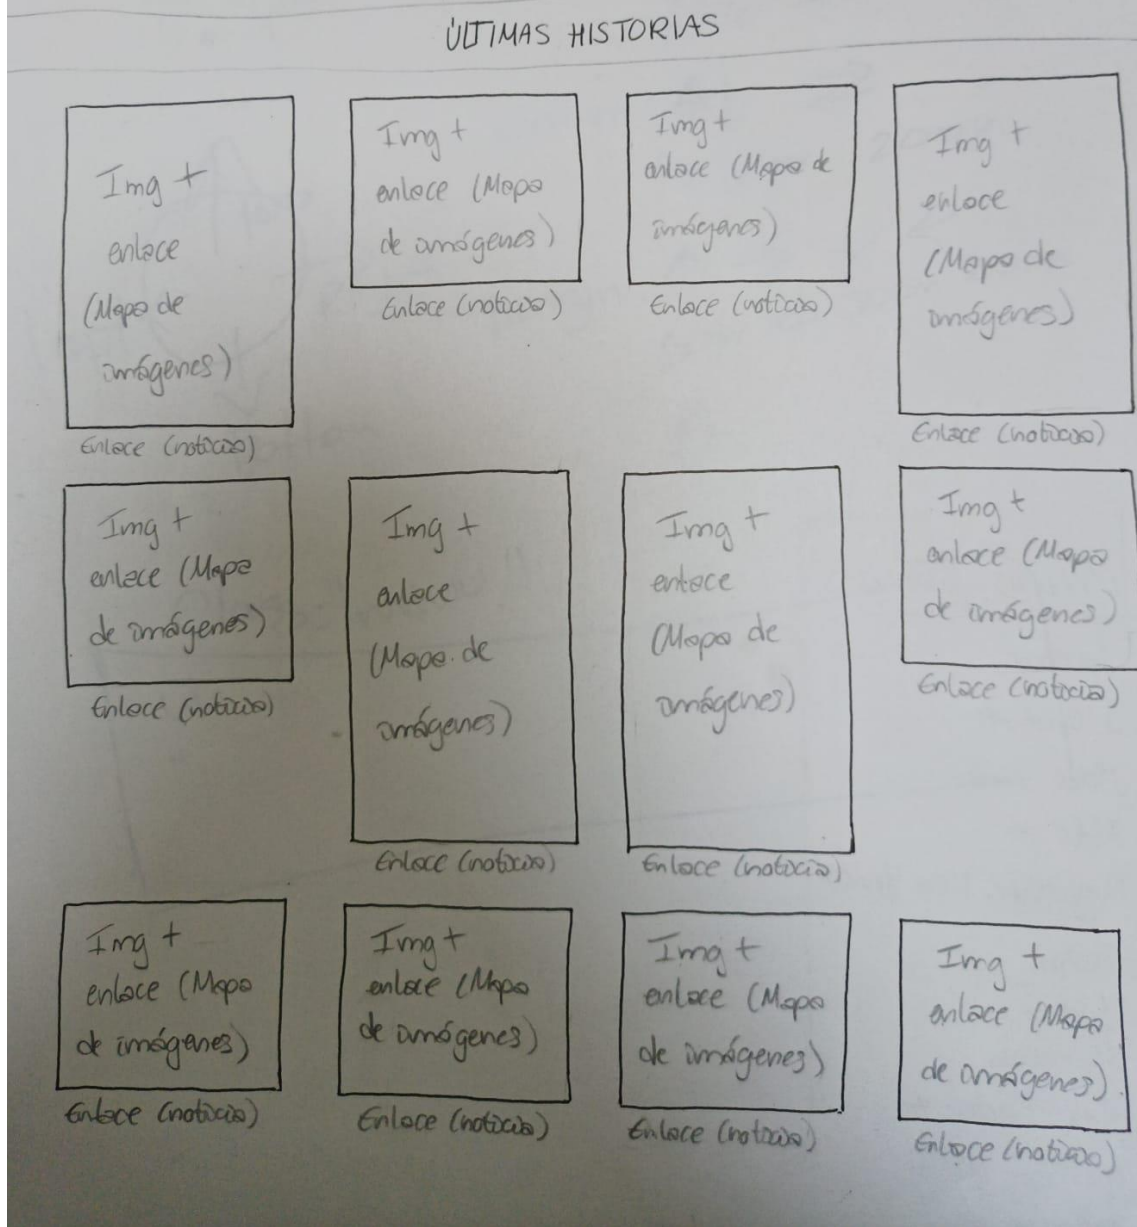 ÚLTIMAS HISTORIAS
Img +
enlace
(Mapa de
imágenes)
Enlace (noticia)
Img +
enlace (Mapa
de imágenes)
Enlace (noticia)
Img +
enlace (Mapa de
imágenes)
Enlace (noticia)
Img +
enlace
(Mapa de
imágenes)
Enlace (noticia)
Img +
enlace (Mapa
de imágenes)
Enlace (noticia)
Img +
enlace
(Mapa de
imágenes)
Enlace (noticia)
Img +
enlace
(Mapa de
imágenes)
Enlace (noticia)
Img +
enlace (Mapa
de imágenes)
Enlace (noticia)
Img +
enlace (Mapa
de imágenes)
Enlace (noticia)
Img +
enlace (Mapa
de imágenes)
Enlace (noticia)
Img +
enlace (Mapa
de imágenes)
Enlace (noticia)
Img +
enlace (Mapa
de imágenes)
Enlace (noticia)